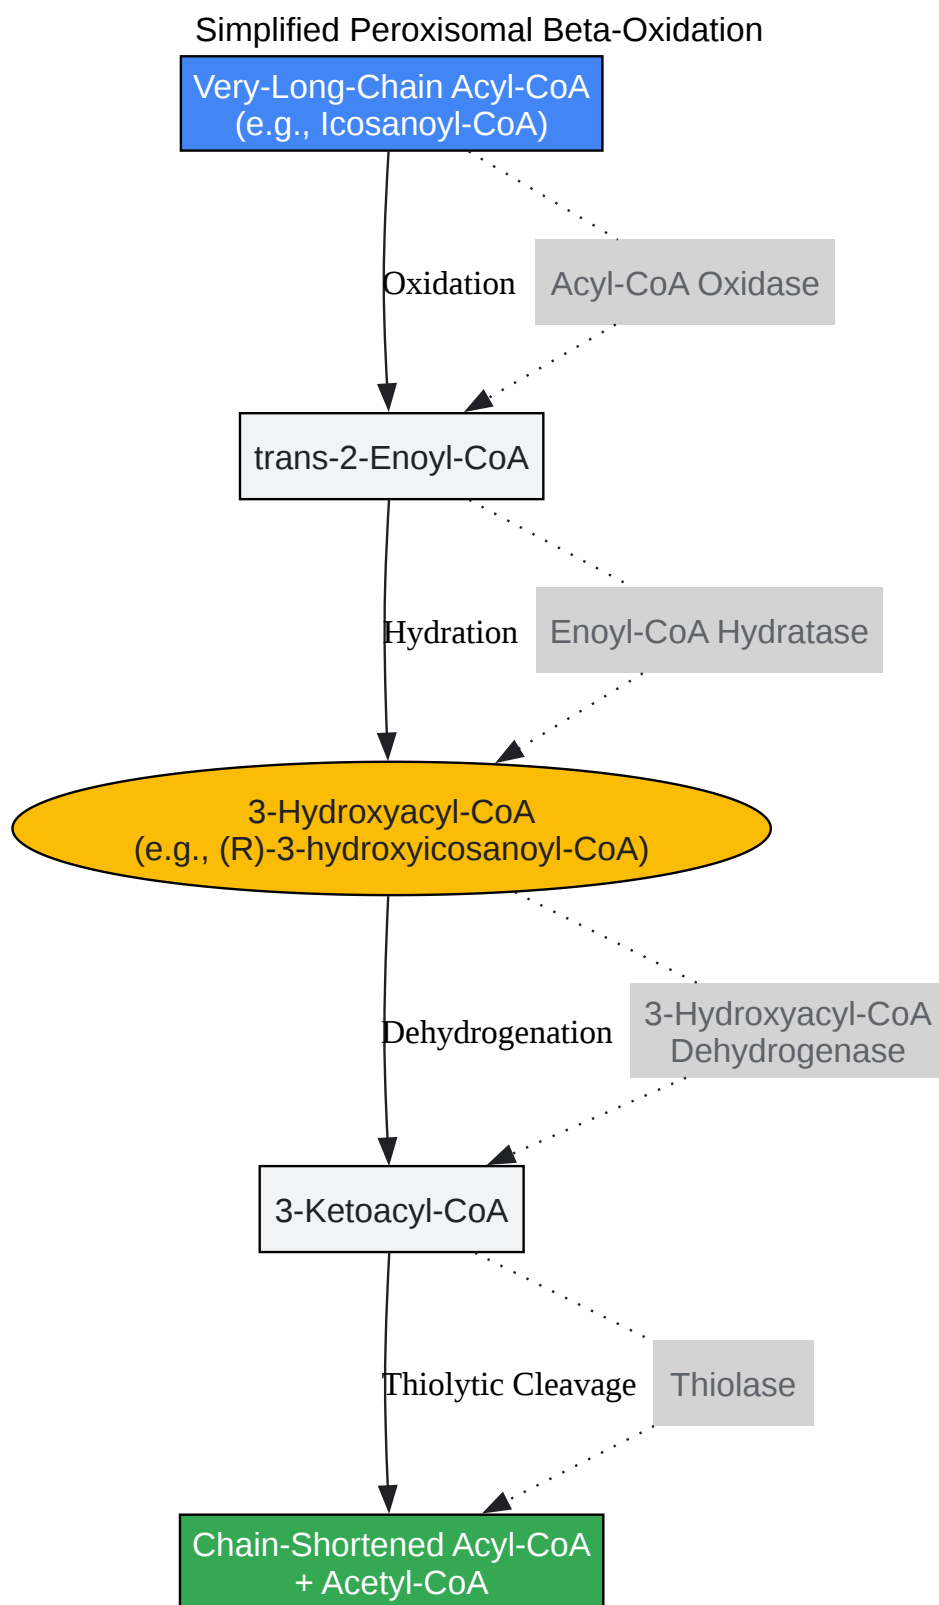 Simplified Peroxisomal Beta-Oxidation
Very-Long-Chain Acyl-CoA
(e.g., Icosanoyl-CoA)
Oxidation
Acyl-CoA Oxidase
trans-2-Enoyl-CoA
Hydration
Enoyl-CoA Hydratase
3-Hydroxyacyl-CoA
(e.g., (R)-3-hydroxyicosanoyl-CoA)
Dehydrogenation
3-Hydroxyacyl-CoA
Dehydrogenase
3-Ketoacyl-CoA
Thiolytic Cleavage
Thiolase
Chain-Shortened Acyl-CoA
+ Acetyl-CoA